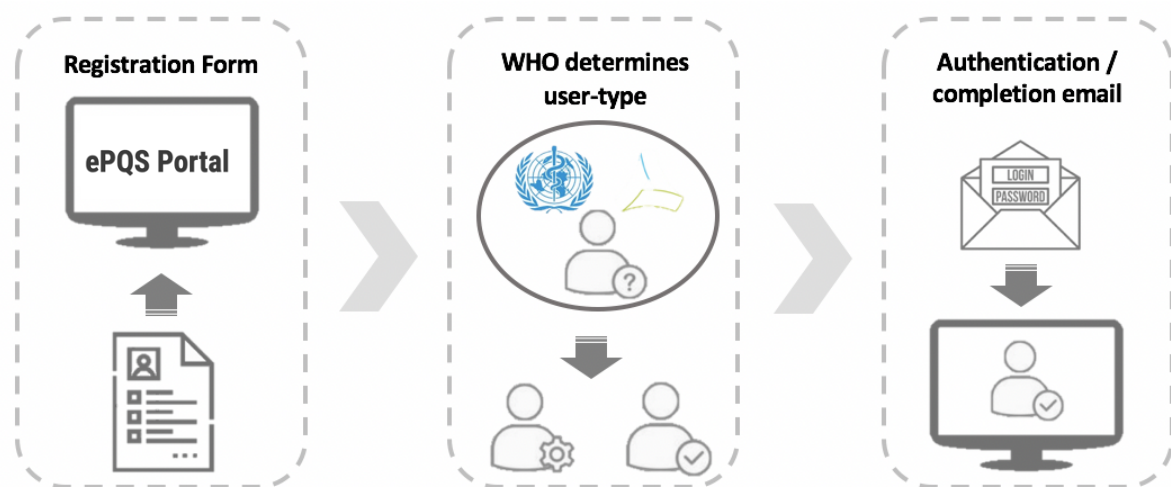 Registration Form
ePQS Portal
WHO determines
user-type
?
Authentication /
completion email
LOGIN
PASSWORD